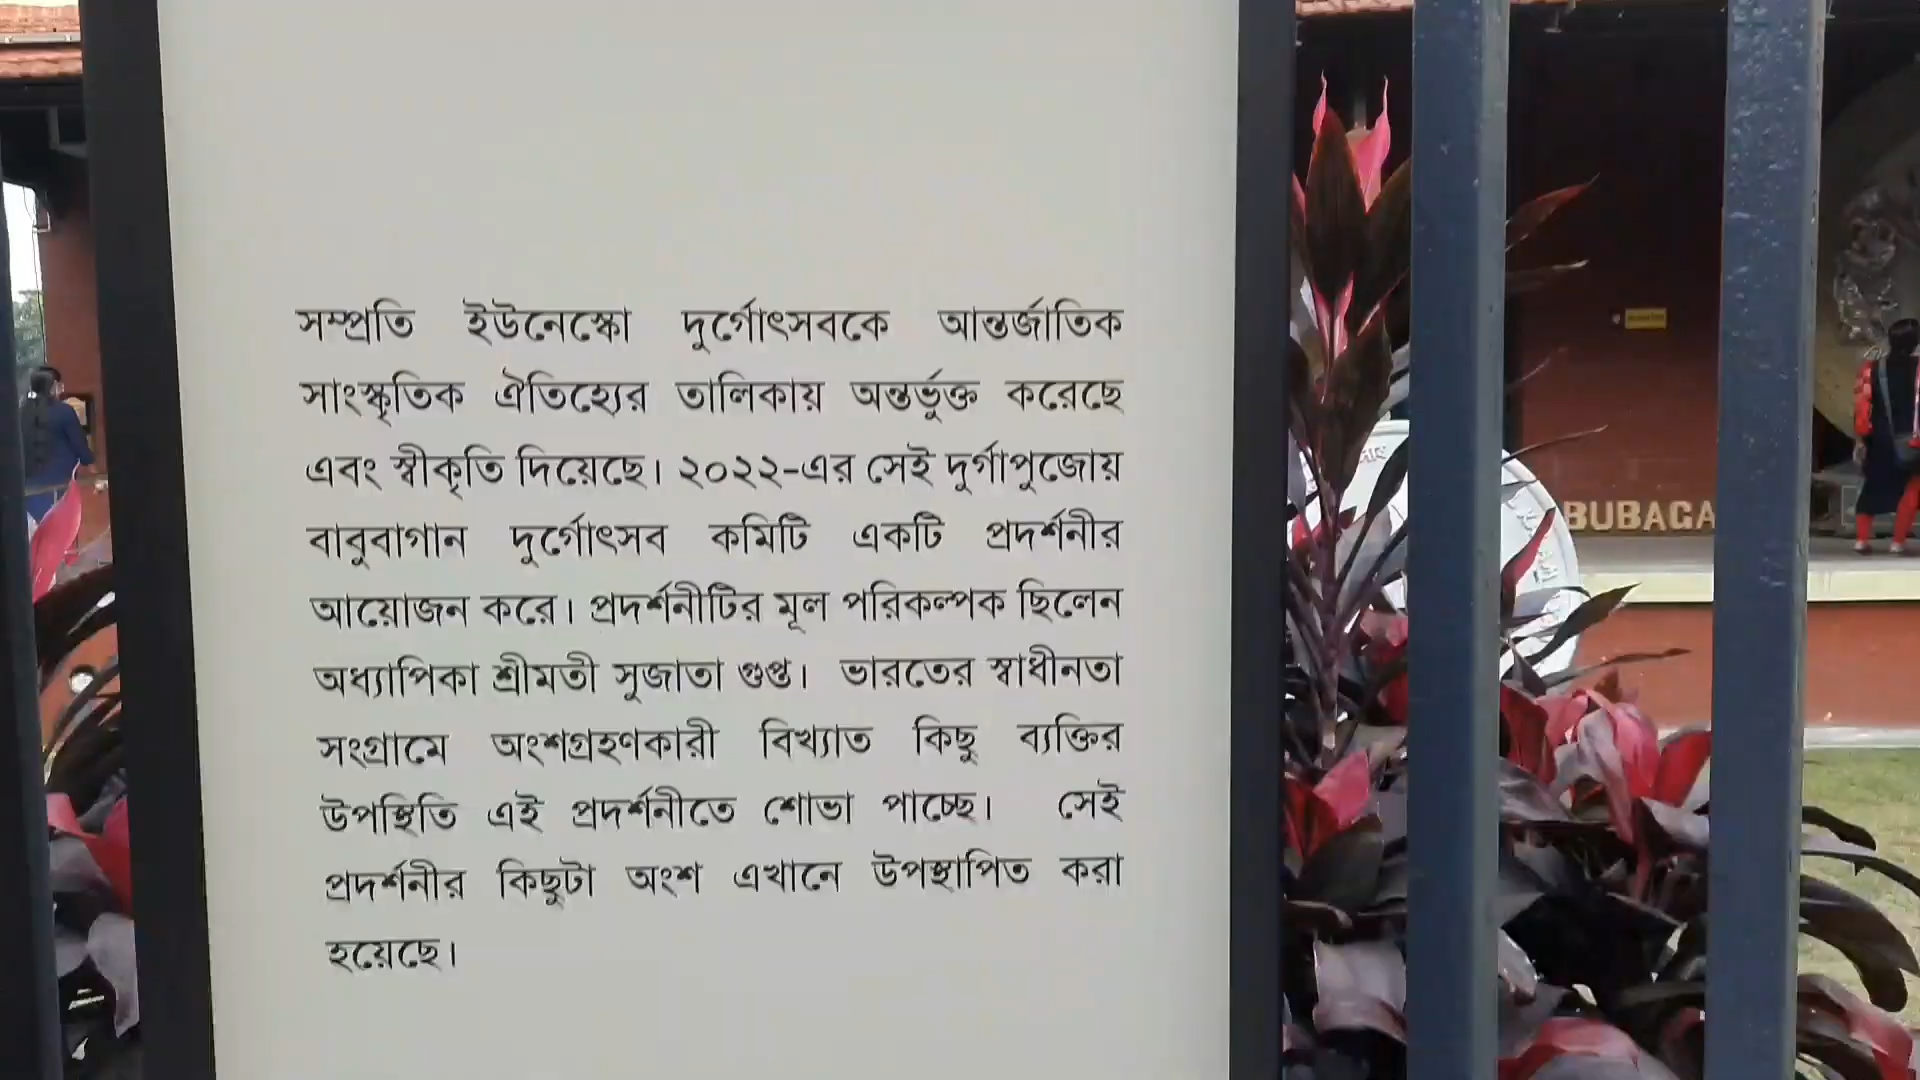 সম্প্রতি ইউনেস্কো দুর্গোৎসবকে আন্তর্জাতিক
সাংস্কৃতিক ঐতিহ্যের তালিকায় অন্তর্ভুক্ত করেছে
এবং স্বীকৃতি দিয়েছে। ২০২২-এর সেই দুর্গাপুজোয়
বাবুবাগান দুর্গোৎসব কমিটি একটি প্রদর্শনীর
আয়োজন করে। প্রদর্শনীটির মূল পরিকল্পক ছিলেন
অধ্যাপিকা শ্রীমতী সুজাতা গুপ্ত। ভারতের স্বাধীনতা
সংগ্রামে অংশগ্রহণকারী বিখ্যাত কিছু ব্যক্তির
উপস্থিতি এই প্রদর্শনীতে শোভা পাচ্ছে। সেই
প্রদর্শনীর কিছুটা অংশ এখানে উপস্থাপিত করা
হয়েছে।
BUBAGA